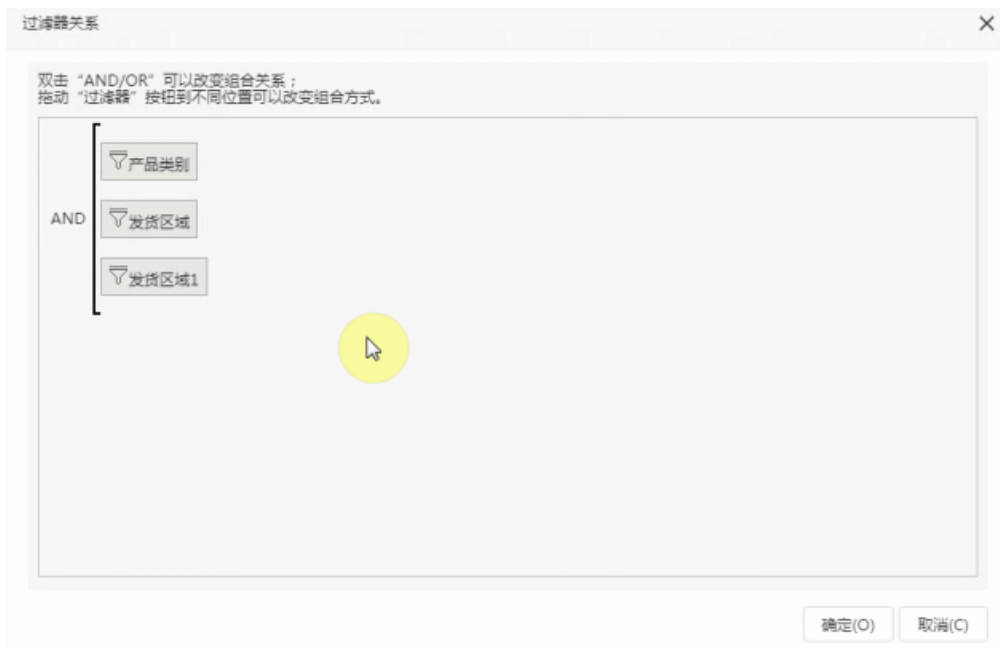 过滤器关系
双击“AND/OR”可以改变组合关系；
拖动“过滤器”按钮到不同位置可以改变组合方式。
产品类别
AND
发货区域
发货区域1
确定(O)
取消(C)